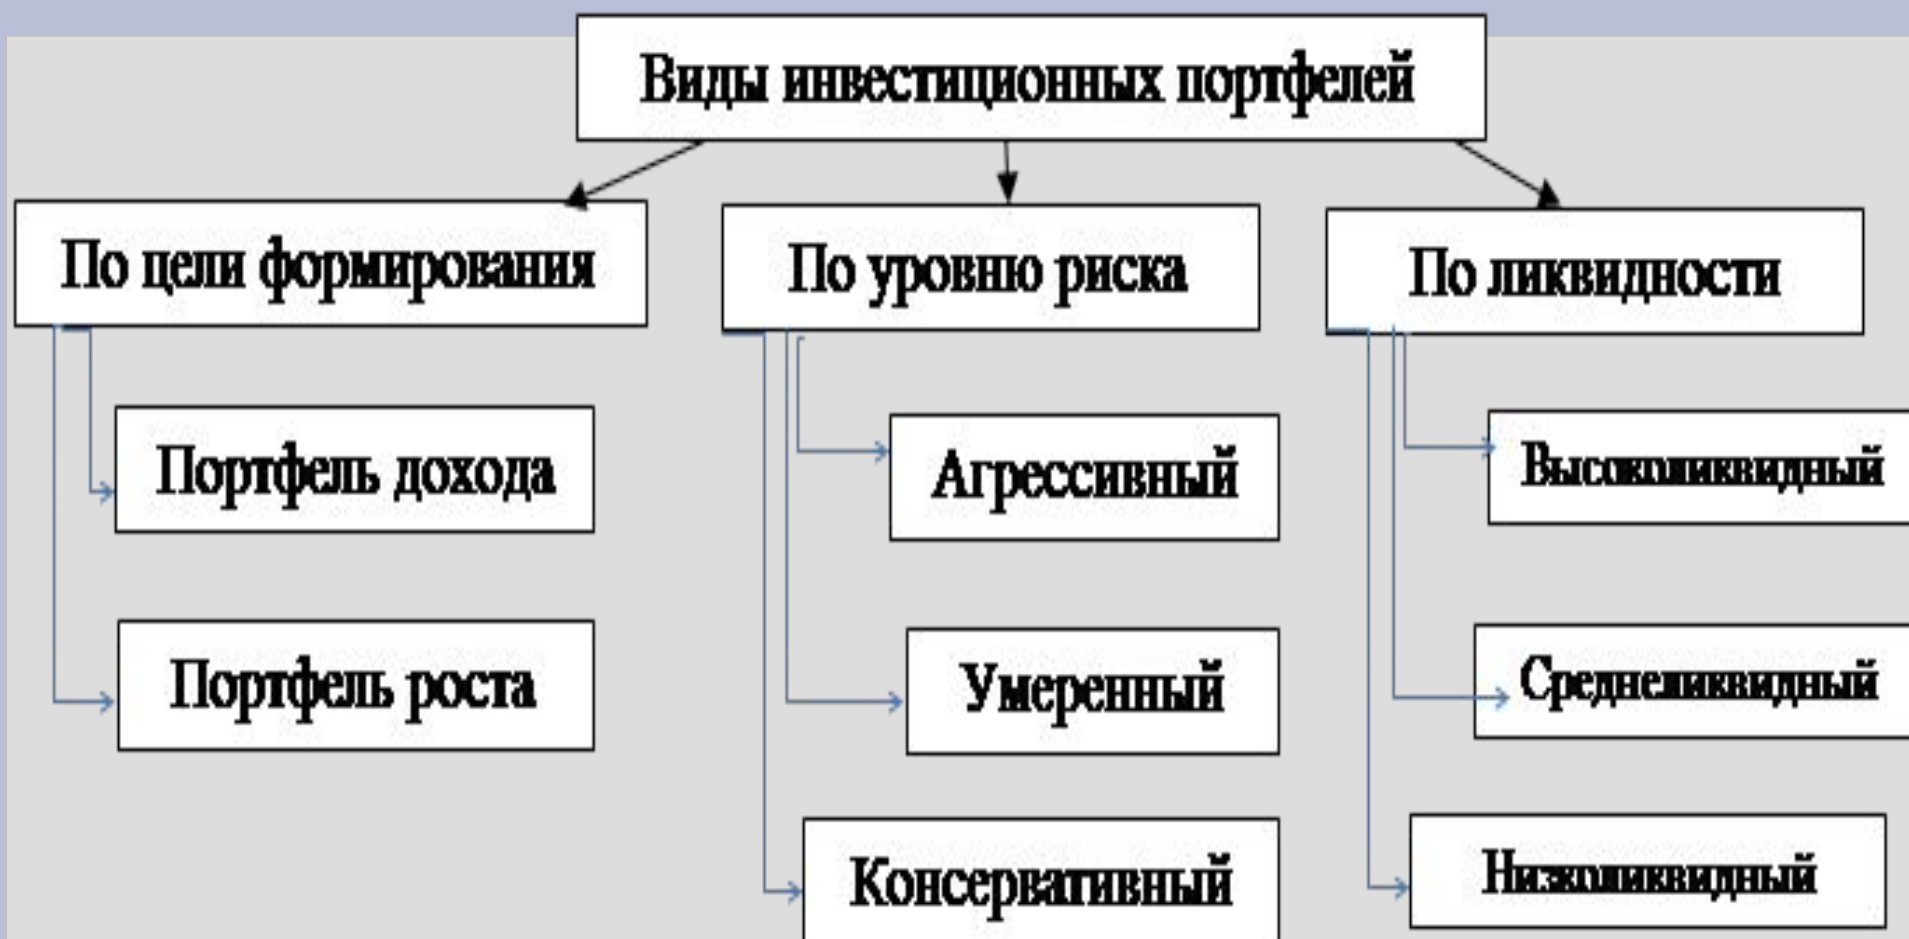 Виды инвестиционных портфелей
По цели формирования
По уровню риска
По ликвидности
Портфель дохода
Агрессивный
Высоколиквидный
Портфель роста
Умеренный
Среднеликвидный
Консервативный
Низколиквидный